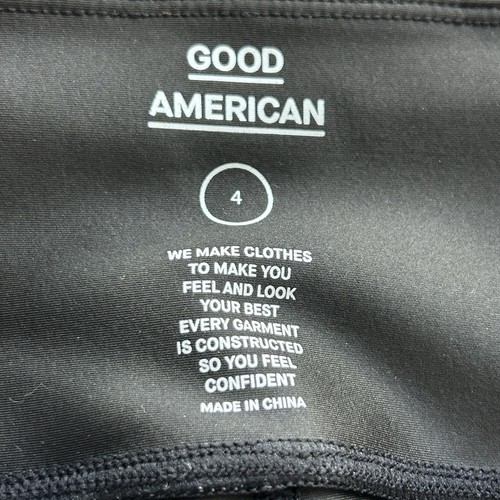 GOOD
AMERICAN
4
WE MAKE CLOTHES
TO MAKE YOU
FEEL AND LOOK
YOUR BEST
EVERY GARMENT
IS CONSTRUCTED
SO YOU FEEL
CONFIDENT
MADE IN CHINA